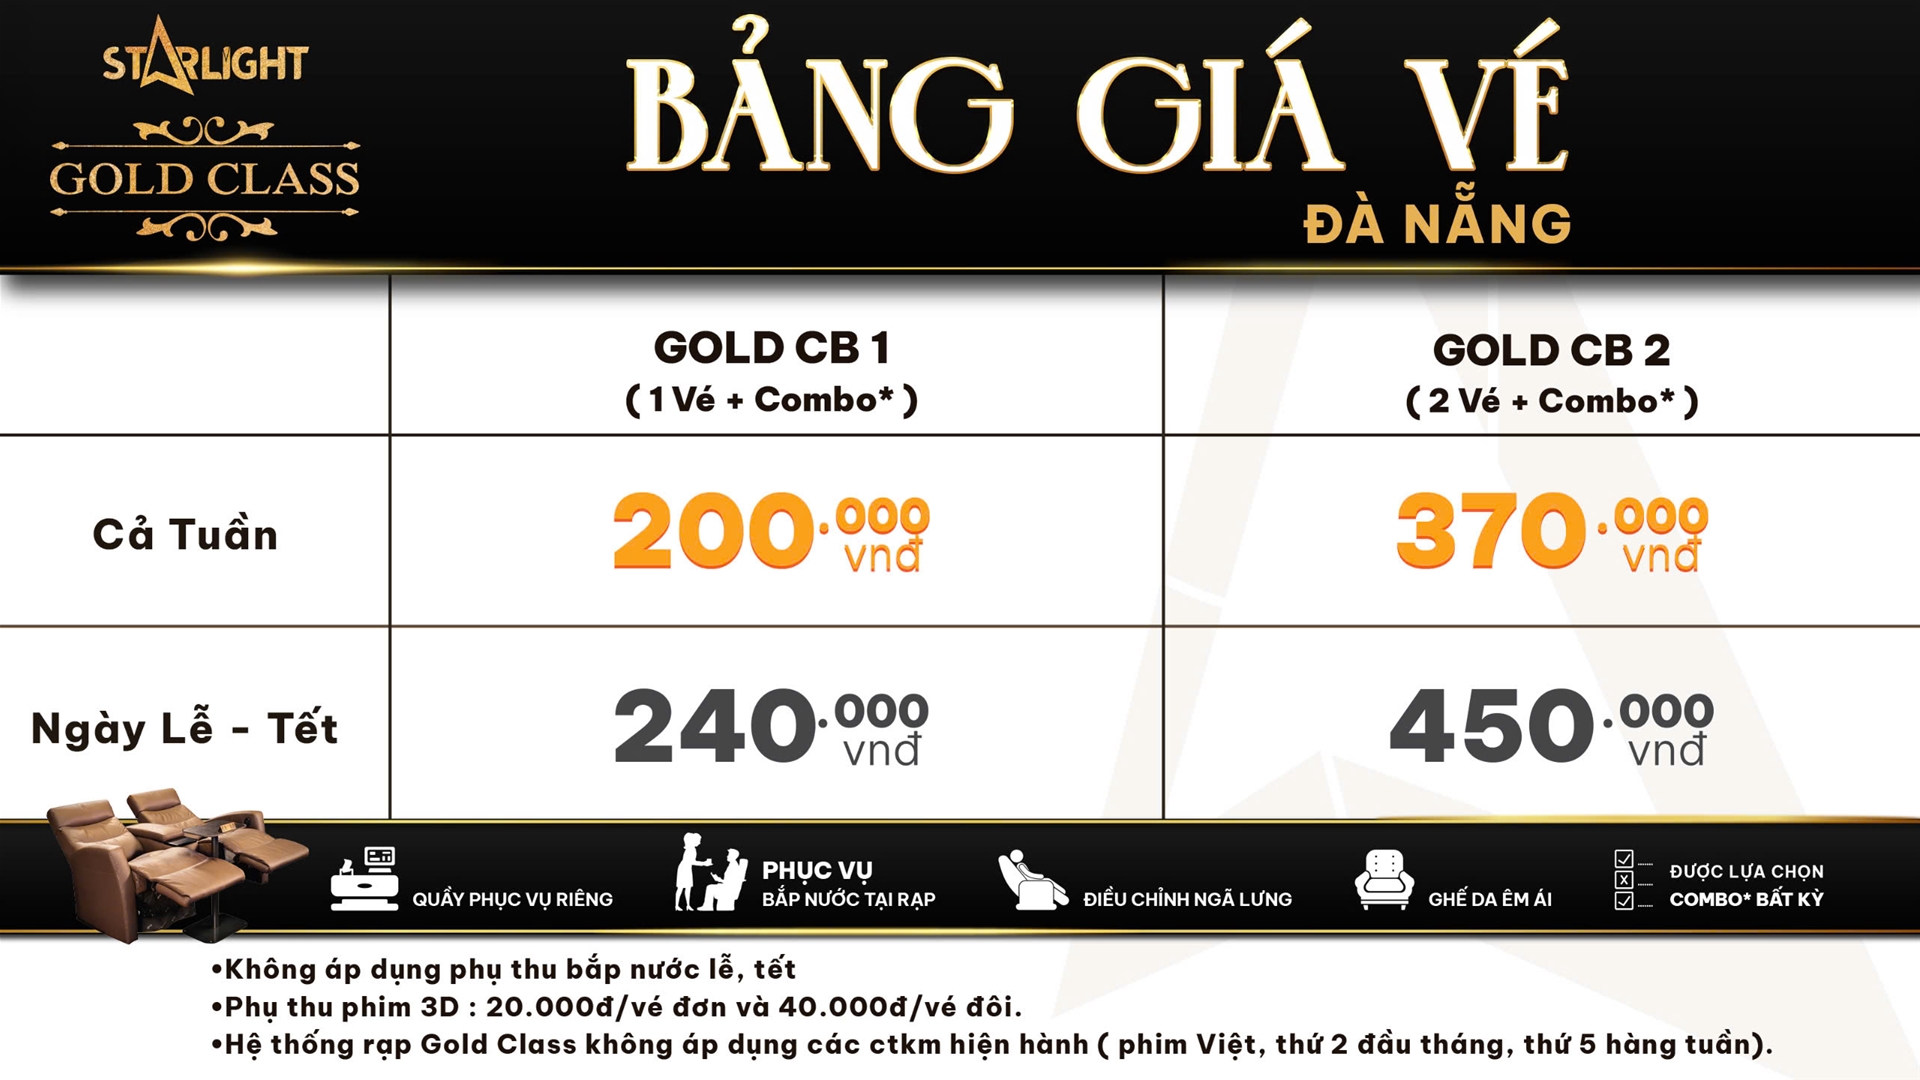 STARLIGHT
GOLD CLASS
BẢNG GIÁ VÉ
ĐÀ NẴNG
GOLD CB 1
( 1 Vé + Combo* )
GOLD CB 2
( 2 Vé + Combo* )
Cả Tuần
200.000 vnđ
370.000 vnđ
Ngày Lễ - Tết
240.000 vnđ
450.000 vnđ
QUẦY PHỤC VỤ RIÊNG
PHỤC VỤ
BẮP NƯỚC TẠI RẠP
ĐIỀU CHỈNH NGÃ LƯNG
GHẾ DA ÊM ÁI
ĐƯỢC LỰA CHỌN
COMBO* BẤT KỲ
•Không áp dụng phụ thu bắp nước lễ, tết
•Phụ thu phim 3D : 20.000đ/vé đơn và 40.000đ/vé đôi.
•Hệ thống rạp Gold Class không áp dụng các ctkm hiện hành ( phim Việt, thứ 2 đầu tháng, thứ 5 hàng tuần).